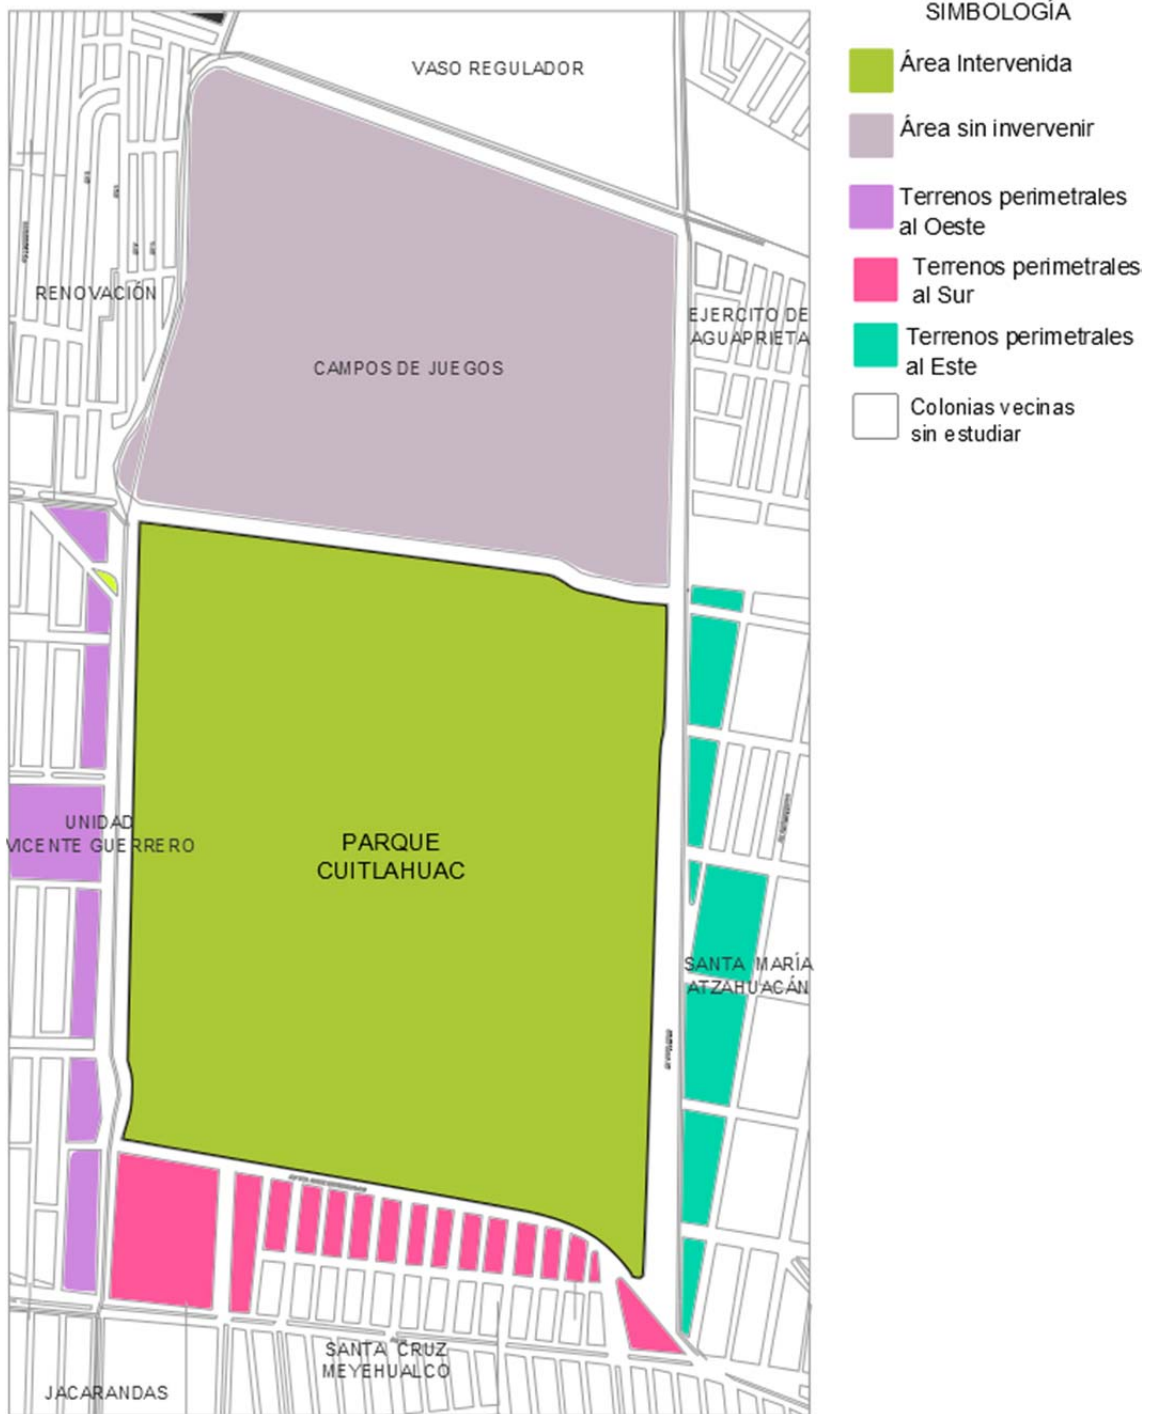 SIMBOLOGÍA
Área Intervenida
Área sin invervenir
Terrenos perimetrales
al Oeste
Terrenos perimetrales
al Sur
Terrenos perimetrales
al Este
Colonias vecinas
sin estudiar
VASO REGULADOR
RENOVACIÓN
EJERCITO DE
AGUAPRIETA
CAMPOS DE JUEGOS
UNIDAD
VICENTE GUERRERO
PARQUE
CUITLAHUAC
SANTA MARÍA
ATZAHUACÁN
SANTA CRUZ
MEYEHUALCO
JACARANDAS